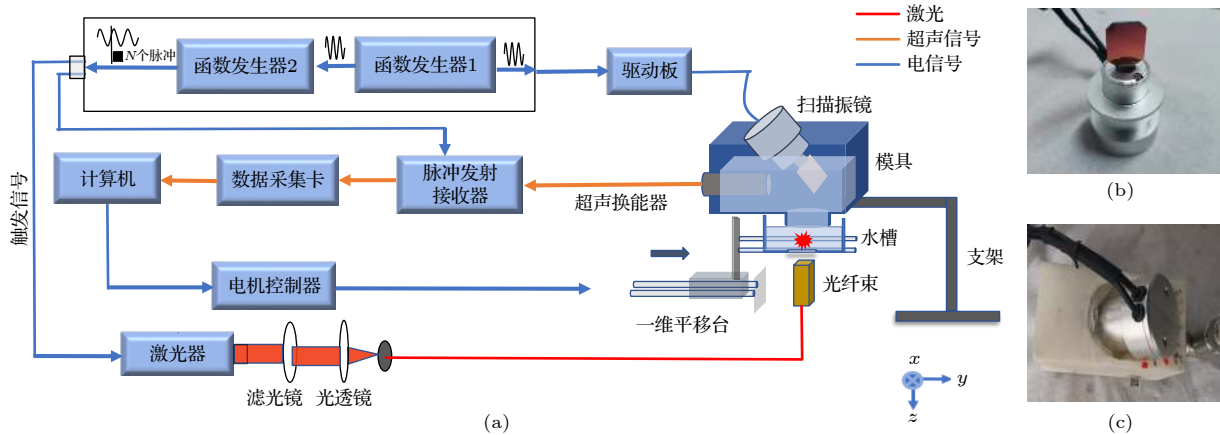 激光
超声信号
电信号
N个脉冲
函数发生器2
函数发生器1
驱动板
扫描振镜
模具
计算机
数据采集卡
脉冲发射
接收器
超声换能器
触发信号
水槽
支架
电机控制器
一维平移台
光纤束
激光器
滤光镜
光透镜
x
y
z
(a)
(b)
(c)